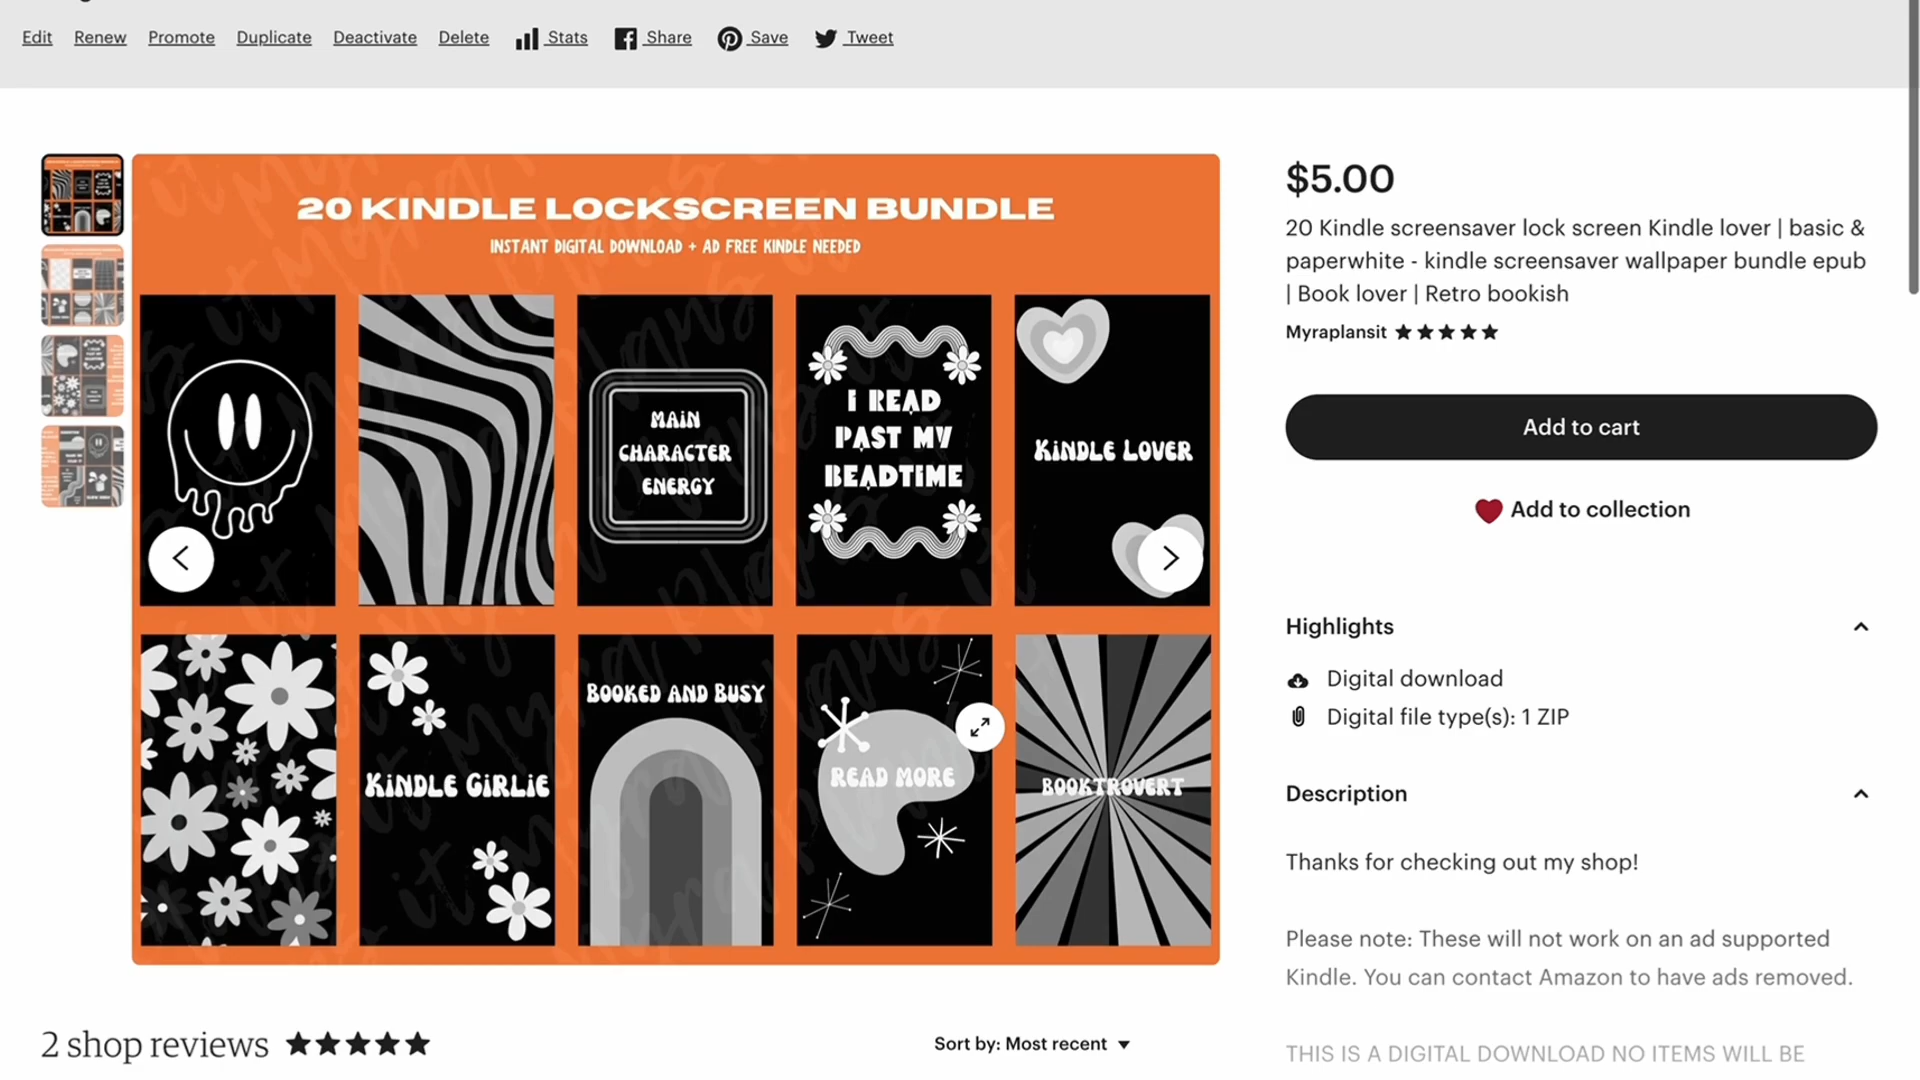 Edit Renew Promote Duplicate Deactivate Delete Stats Share Save Tweet
20 KINDLE LOCKSCREEN BUNDLE
INSTANT DIGITAL DOWNLOAD + AD FREE KINDLE NEEDED
MAIN
CHARACTER
ENERGY
I READ
PAST MY
BEADTIME
KINDLE LOVER
KINDLE GIRLIE
BOOKED AND BUSY
READ MORE
BOOKTROVERT
$5.00
20 Kindle screensaver lock screen Kindle lover | basic &
paperwhite - kindle screensaver wallpaper bundle epub
| Book lover | Retro bookish
Myraplansit
Add to cart
Add to collection
Highlights
Digital download
Digital file type(s): 1 ZIP
Description
Thanks for checking out my shop!
Please note: These will not work on an ad supported
Kindle. You can contact Amazon to have ads removed.
THIS IS A DIGITAL DOWNLOAD NO ITEMS WILL BE
2 shop reviews
Sort by: Most recent